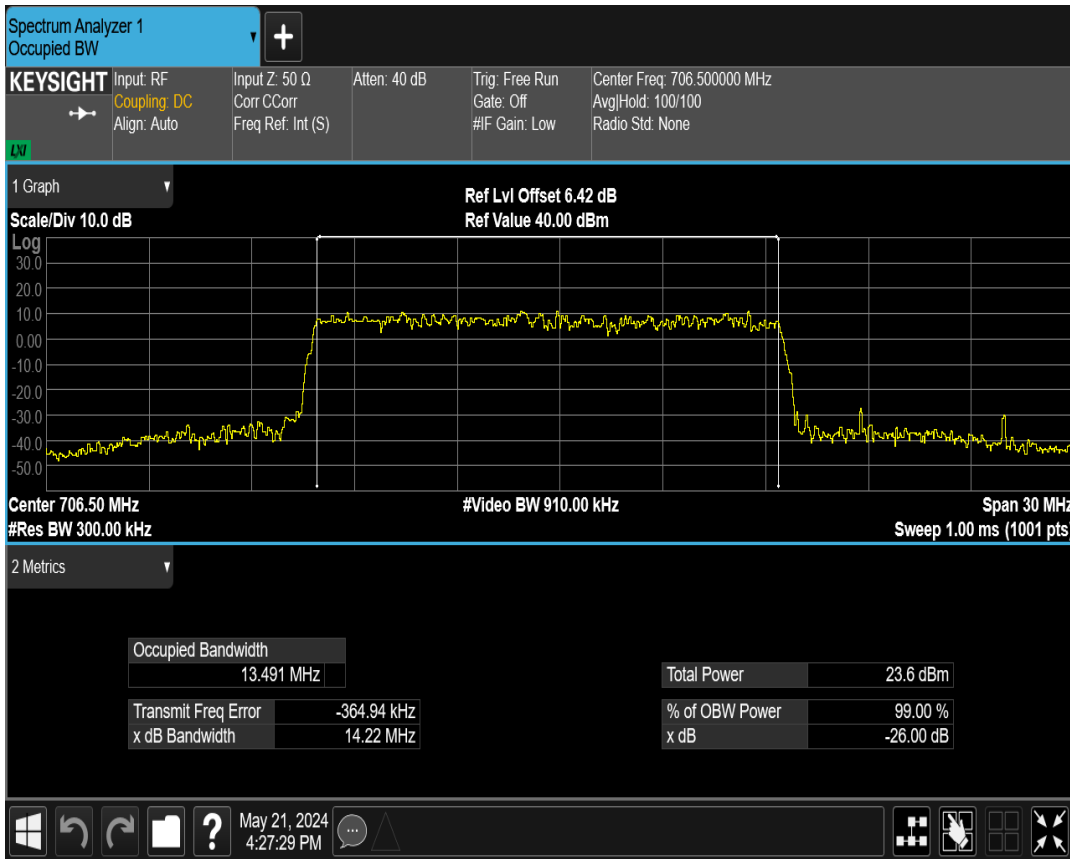 Spectrum Analyzer 1
Occupied BW
KEYSIGHT
Input: RF
Coupling: DC
Align: Auto
Input Z: 50 Ω
Corr CCorr
Freq Ref: Int (S)
Atten: 40 dB
Trig: Free Run
Gate: Off
#IF Gain: Low
Center Freq: 706.500000 MHz
Avg|Hold: 100/100
Radio Std: None
LXI
1 Graph
Scale/Div 10.0 dB
Ref Lvl Offset 6.42 dB
Ref Value 40.00 dBm
Log
30.0
20.0
10.0
0.00
-10.0
-20.0
-30.0
-40.0
-50.0
Center 706.50 MHz
#Video BW 910.00 kHz
Span 30 MHz
#Res BW 300.00 kHz
Sweep 1.00 ms (1001 pts)
2 Metrics
Occupied Bandwidth
13.491 MHz
Total Power 23.6 dBm
Transmit Freq Error -364.94 kHz
% of OBW Power 99.00 %
x dB Bandwidth 14.22 MHz
x dB -26.00 dB
May 21, 2024
4:27:29 PM